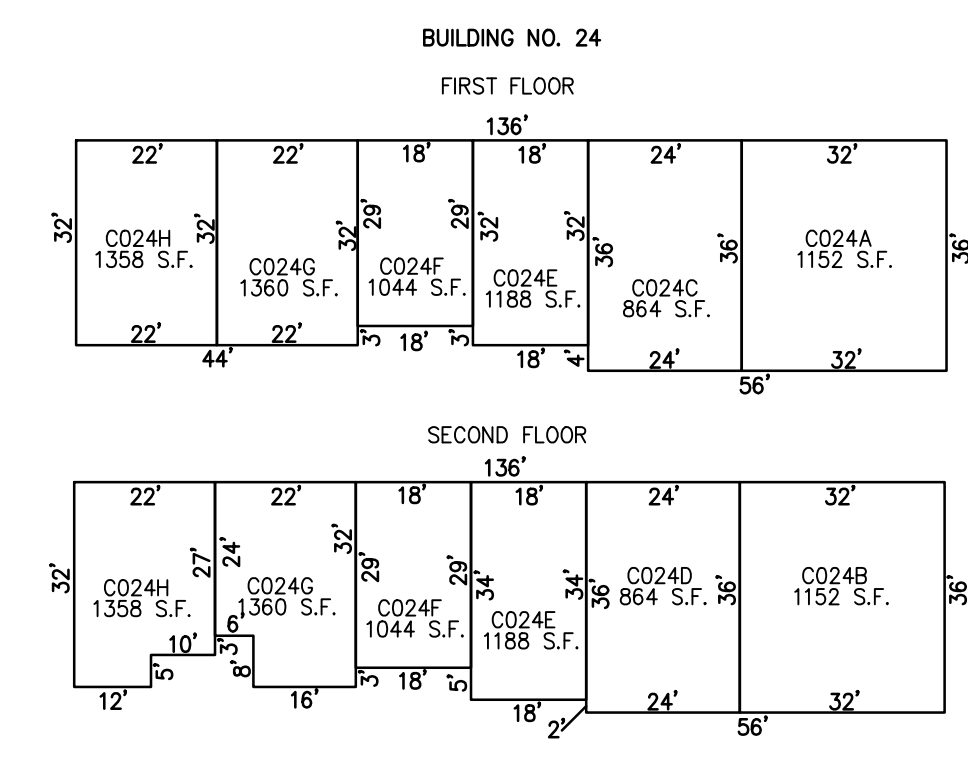 BUILDING NO. 24
FIRST FLOOR
136'
22' 22' 18' 18' 24' 32'
32' 32' 32' 29' 29' 32' 32' 36' 36' 36'
C024H
1358 S.F.
C024G
1360 S.F.
C024F
1044 S.F.
C024E
1188 S.F.
C024C
864 S.F.
C024A
1152 S.F.
22' 22' 3' 18' 3' 18' 4' 24' 32'
44' 56'
SECOND FLOOR
136'
22' 22' 18' 18' 24' 32'
32' 27' 24' 32' 29' 29' 34' 34' 36' 36' 36'
C024H
1358 S.F.
C024G
1360 S.F.
C024F
1044 S.F.
C024E
1188 S.F.
C024D
864 S.F.
C024B
1152 S.F.
10' 6' 3'
12' 5' 8' 16' 3' 18' 5' 18' 2' 24' 32'
56'